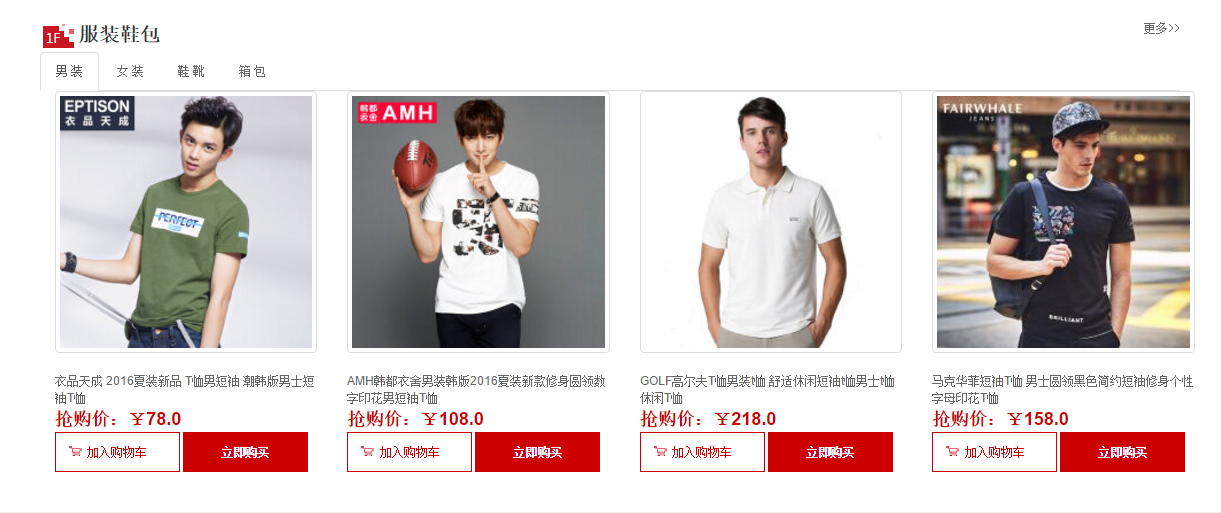 1F 服装鞋包
更多>>
男装 女装 鞋靴 箱包
EPTISON
衣品天成
PERFECT
韩都衣舍 AMH
FAIRWHALE
JEANS
BRILLIANT
衣品天成 2016夏装新品 T恤男短袖 潮韩版男士短
袖T恤
抢购价：￥78.0
加入购物车 立即购买
AMH韩都衣舍男装韩版2016夏装新款修身圆领数
字印花男短袖T恤
抢购价：￥108.0
加入购物车 立即购买
GOLF高尔夫T恤男装t恤 舒适休闲短袖t恤男士t恤
休闲T恤
抢购价：￥218.0
加入购物车 立即购买
马克华菲短袖T恤 男士圆领黑色简约短袖修身个性
字母印花T恤
抢购价：￥158.0
加入购物车 立即购买